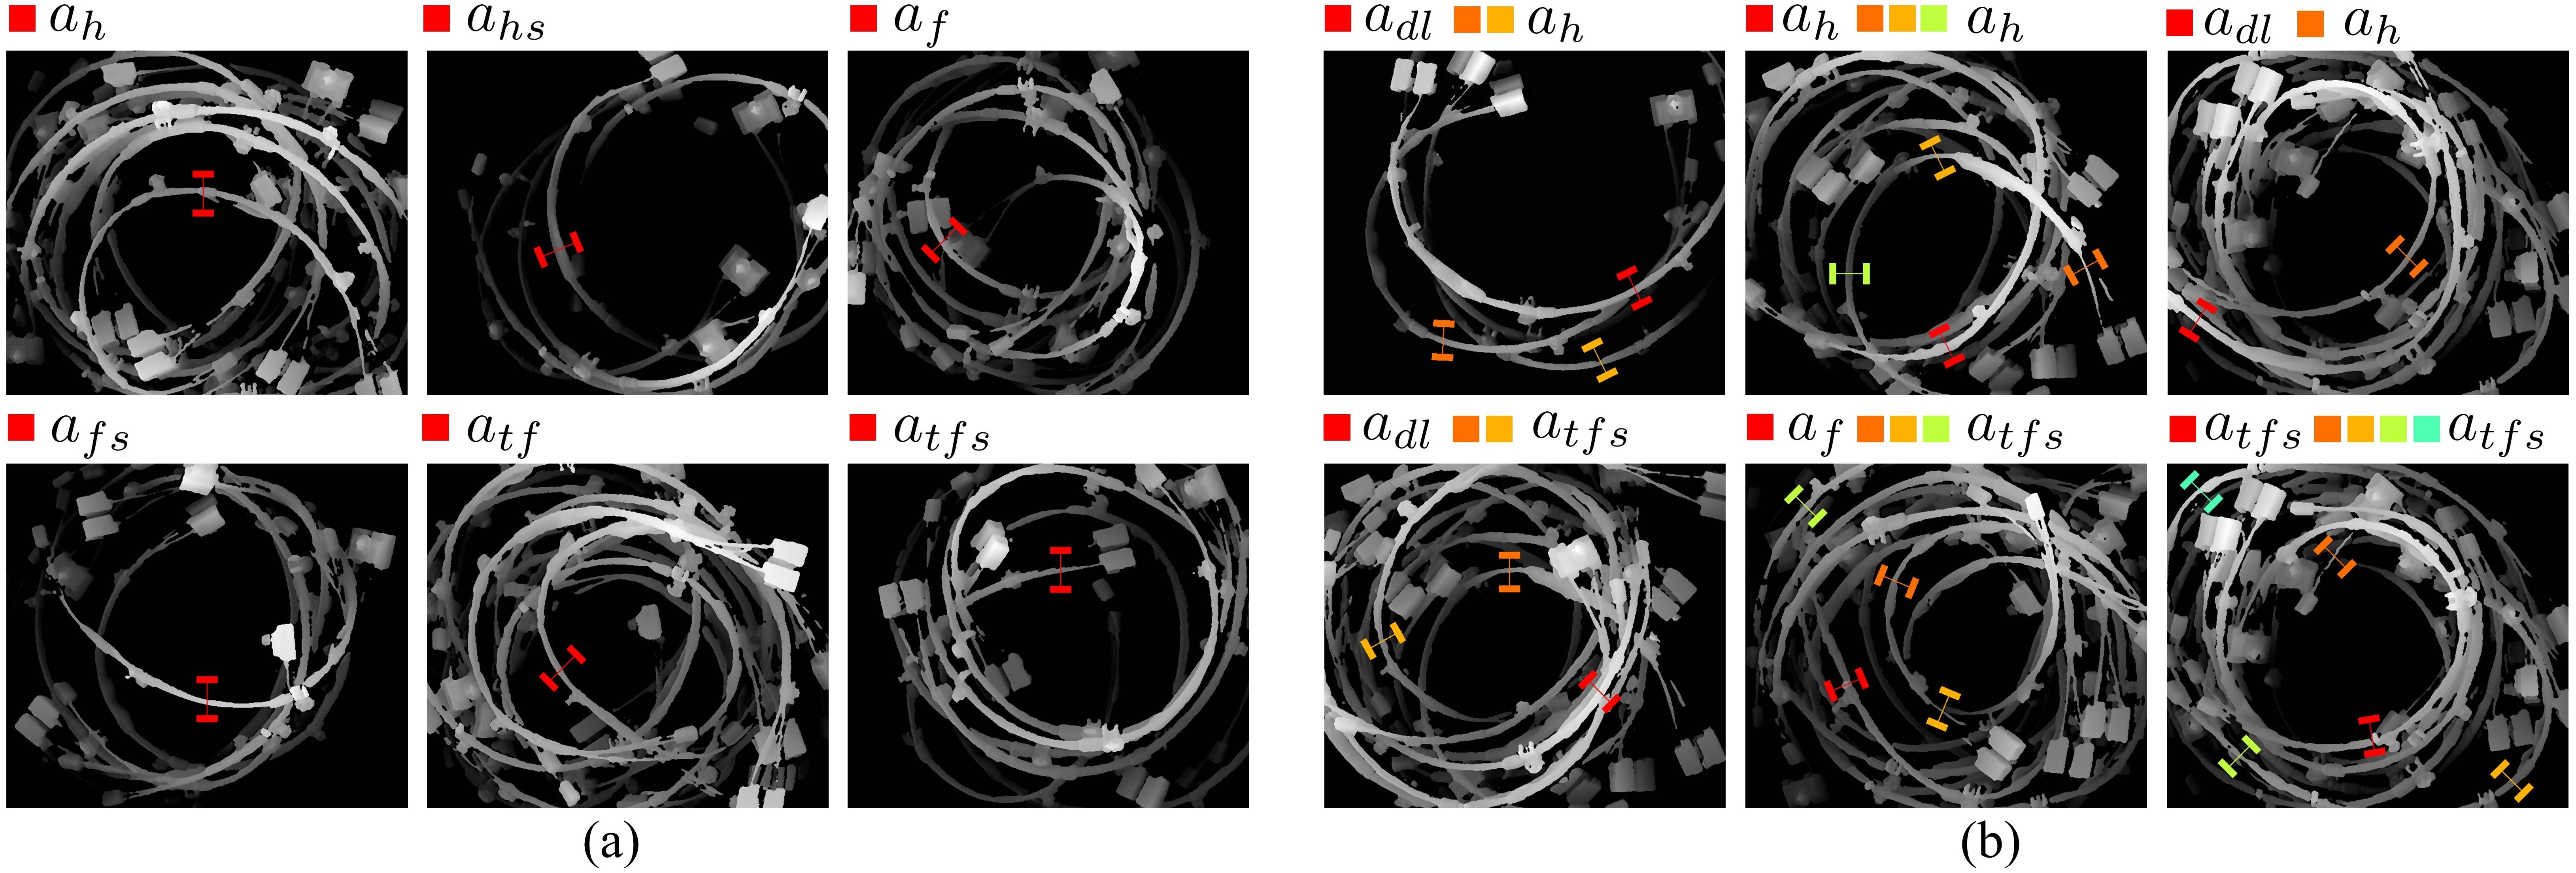 a_h a_{hs} a_f a_{dl} a_h a_h a_h a_{dl} a_h
a_{fs} a_{tf} a_{tfs} a_{dl} a_{tfs} a_f a_{tfs} a_{tfs} a_{tfs}
(a) (b)